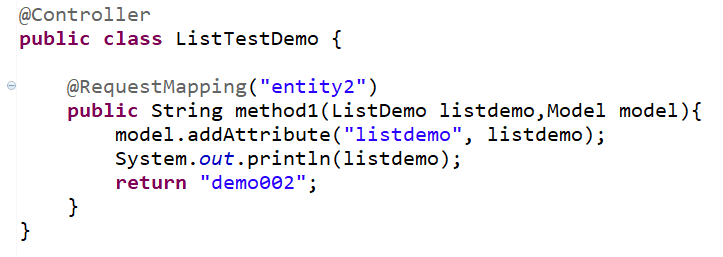 @Controller
public class ListTestDemo {
@RequestMapping("entity2")
public String method1(ListDemo listdemo,Model model){
model.addAttribute("listdemo", listdemo);
System.out.println(listdemo);
return "demo002";
}
}